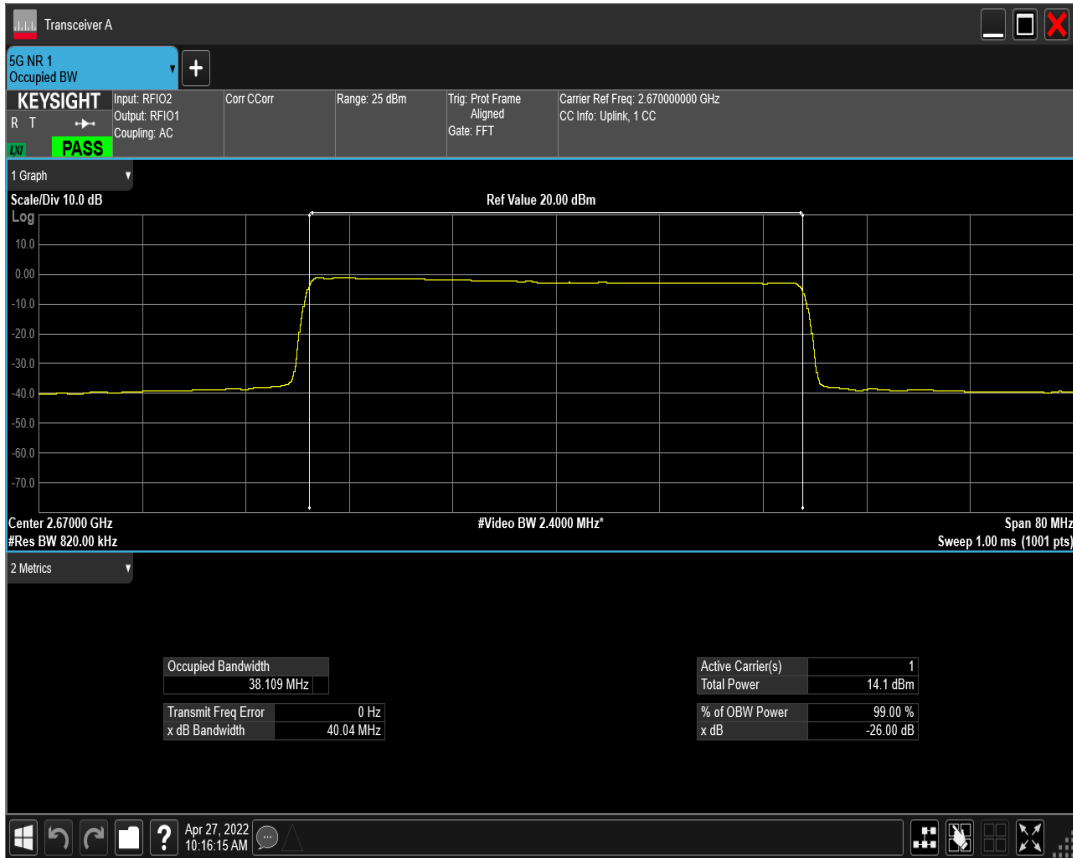 Transceiver A
5G NR 1
Occupied BW
KEYSIGHT
R T
LXI
PASS
Input: RFIO2
Output: RFIO1
Coupling: AC
Corr CCorr
Range: 25 dBm
Trig: Prot Frame
Aligned
Gate: FFT
Carrier Ref Freq: 2.670000000 GHz
CC Info: Uplink, 1 CC
1 Graph
Scale/Div 10.0 dB
Ref Value 20.00 dBm
Log
10.0
0.00
-10.0
-20.0
-30.0
-40.0
-50.0
-60.0
-70.0
Center 2.67000 GHz
#Video BW 2.4000 MHz*
Span 80 MHz
#Res BW 820.00 kHz
Sweep 1.00 ms (1001 pts)
2 Metrics
Occupied Bandwidth
38.109 MHz
Transmit Freq Error 0 Hz
x dB Bandwidth 40.04 MHz
Active Carrier(s) 1
Total Power 14.1 dBm
% of OBW Power 99.00 %
x dB -26.00 dB
?
Apr 27, 2022
10:16:15 AM